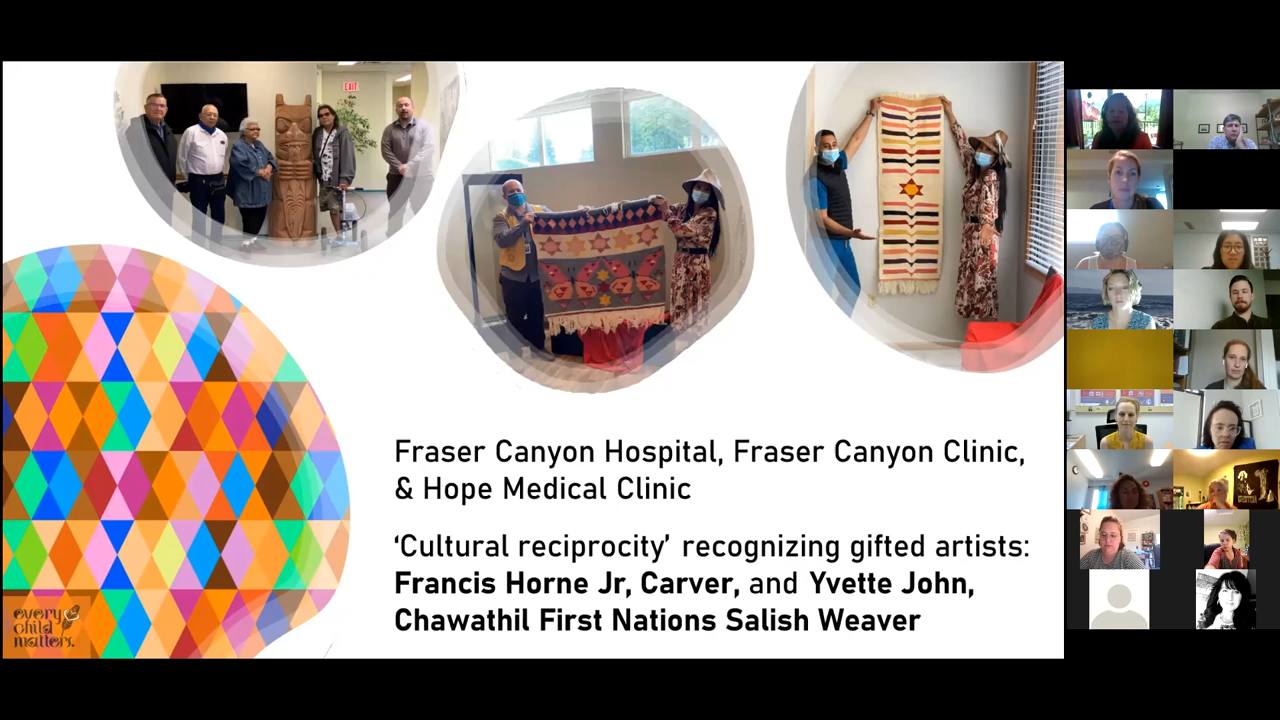 EXIT
Fraser Canyon Hospital, Fraser Canyon Clinic,
& Hope Medical Clinic
‘Cultural reciprocity’ recognizing gifted artists:
Francis Horne Jr, Carver, and Yvette John,
Chawathil First Nations Salish Weaver
every
child
matters.